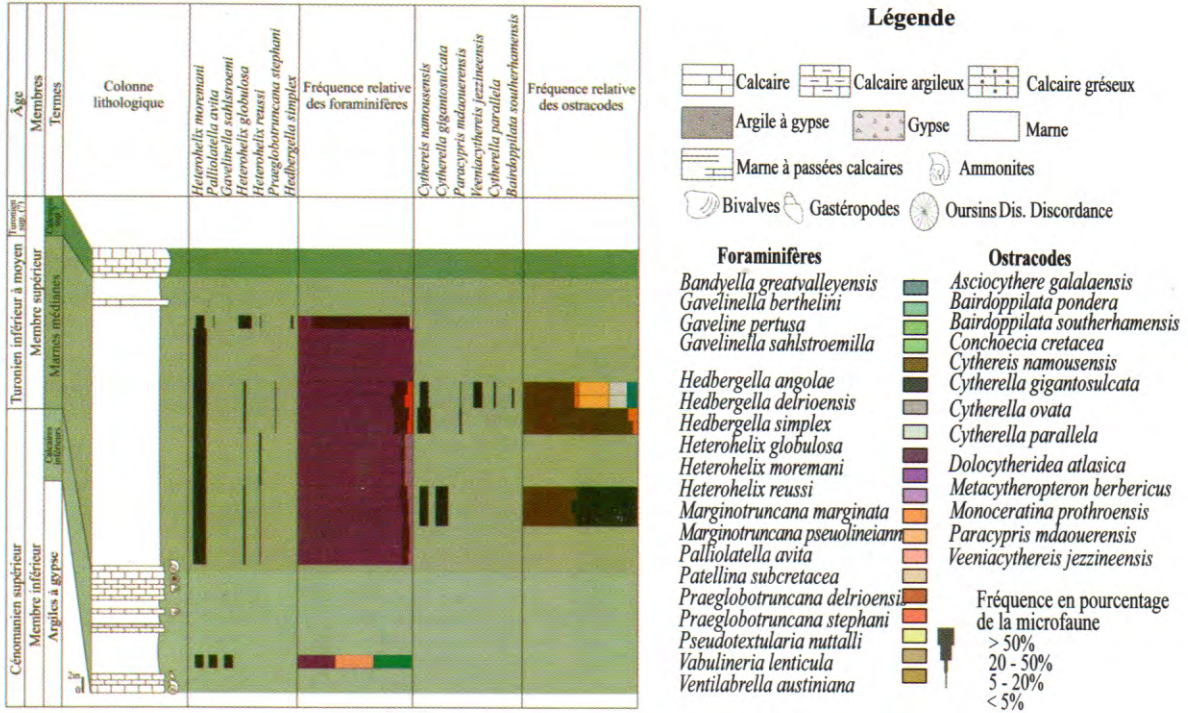 Âge
Membres
Termes
Colonne
lithologique
Heterohelix moremani
Palliolatella avita
Gavelinella sahlstroemi
Heterohelix globulosa
Heterohelix reussi
Praeglobotruncana stephani
Hedbergella simplex
Fréquence relative
des foraminifères
Cythereis namousensis
Cytherella gigantosulcata
Paracypris mdaouerensis
Veeniacythereis jezzineensis
Cytherella parallela
Bairdoppilata southerhamensis
Fréquence relative
des ostracodes
Turonien
sup. (?)
Calcaires
sup.
Turonien inférieur à moyen
Membre supérieur
Marnes médianes
Calcaires
inférieurs
Cénomanien supérieur
Membre inférieur
Argiles à gypse
2m
0
Légende
Calcaire
Calcaire argileux
Calcaire gréseux
Argile à gypse
Gypse
Marne
Marne à passées calcaires
Ammonites
Bivalves
Gastéropodes
Oursins Dis. Discordance
Foraminifères
Bandyella greatvalleyensis
Gavelinella berthelini
Gaveline pertusa
Gavelinella sahlstroemilla
Hedbergella angolae
Hedbergella delrioensis
Hedbergella simplex
Heterohelix globulosa
Heterohelix moremani
Heterohelix reussi
Marginotruncana marginata
Marginotruncana pseuolineiann
Palliolatella avita
Patellina subcretacea
Praeglobotruncana delrioensis
Praeglobotruncana stephani
Pseudotextularia nuttalli
Vabulineria lenticula
Ventilabrella austiniana
Ostracodes
Asciocythere galalaensis
Bairdoppilata pondera
Bairdoppilata southerhamensis
Conchoecia cretacea
Cythereis namousensis
Cytherella gigantosulcata
Cytherella ovata
Cytherella parallela
Dolocytheridea atlasica
Metacytheropteron berbericus
Monoceratina prothroensis
Paracypris mdaouerensis
Veeniacythereis jezzineensis
Fréquence en pourcentage
de la microfaune
> 50%
20 - 50%
5 - 20%
< 5%